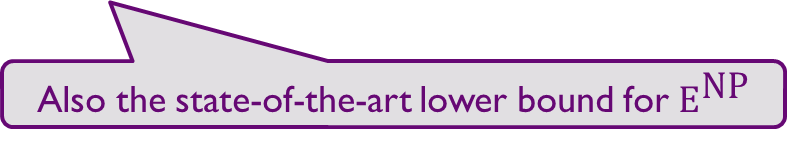 Also the state-of-the-art lower bound for E^NP